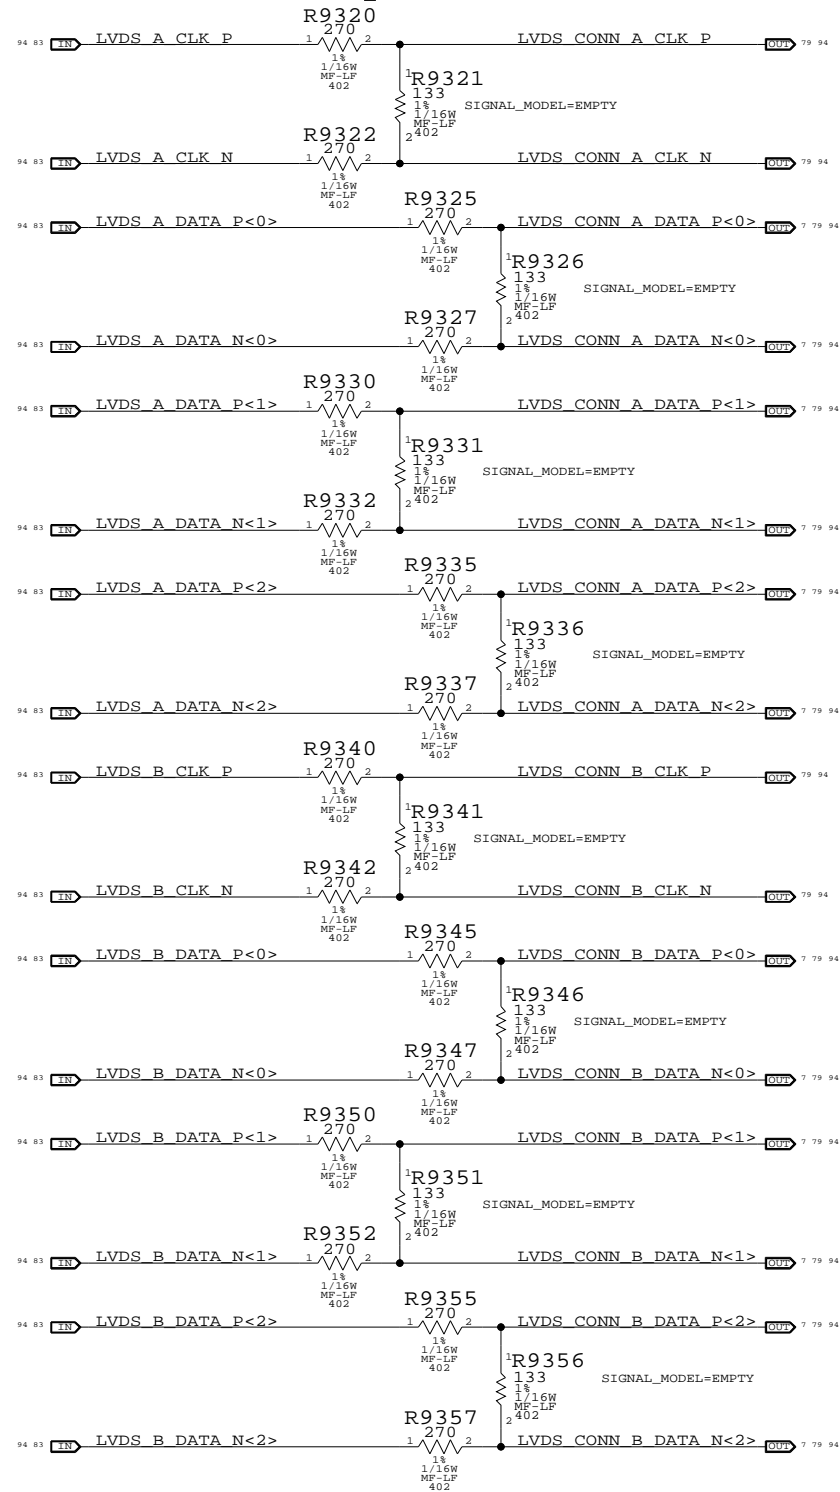 R9320
94 83 IN LVDS_A_CLK_P 1 270 2 LVDS_CONN_A_CLK_P OUT 79 94
1%
1/16W
MF-LF
402
1 R9321
133
1% SIGNAL_MODEL=EMPTY
1/16W
MF-LF
2 402
R9322
94 83 IN LVDS_A_CLK_N 1 270 2 LVDS_CONN_A_CLK_N OUT 79 94
1%
1/16W
MF-LF
402
R9325
94 83 IN LVDS_A_DATA_P<0> 1 270 2 LVDS_CONN_A_DATA_P<0> OUT 7 79 94
1%
1/16W
MF-LF
402
1 R9326
133
1% SIGNAL_MODEL=EMPTY
1/16W
MF-LF
2 402
R9327
94 83 IN LVDS_A_DATA_N<0> 1 270 2 LVDS_CONN_A_DATA_N<0> OUT 7 79 94
1%
1/16W
MF-LF
402
R9330
94 83 IN LVDS_A_DATA_P<1> 1 270 2 LVDS_CONN_A_DATA_P<1> OUT 7 79 94
1%
1/16W
MF-LF
402
1 R9331
133
1% SIGNAL_MODEL=EMPTY
1/16W
MF-LF
2 402
R9332
94 83 IN LVDS_A_DATA_N<1> 1 270 2 LVDS_CONN_A_DATA_N<1> OUT 7 79 94
1%
1/16W
MF-LF
402
R9335
94 83 IN LVDS_A_DATA_P<2> 1 270 2 LVDS_CONN_A_DATA_P<2> OUT 7 79 94
1%
1/16W
MF-LF
402
1 R9336
133
1% SIGNAL_MODEL=EMPTY
1/16W
MF-LF
2 402
R9337
94 83 IN LVDS_A_DATA_N<2> 1 270 2 LVDS_CONN_A_DATA_N<2> OUT 7 79 94
1%
1/16W
MF-LF
402
R9340
94 83 IN LVDS_B_CLK_P 1 270 2 LVDS_CONN_B_CLK_P OUT 79 94
1%
1/16W
MF-LF
402
1 R9341
133
1% SIGNAL_MODEL=EMPTY
1/16W
MF-LF
2 402
R9342
94 83 IN LVDS_B_CLK_N 1 270 2 LVDS_CONN_B_CLK_N OUT 79 94
1%
1/16W
MF-LF
402
R9345
94 83 IN LVDS_B_DATA_P<0> 1 270 2 LVDS_CONN_B_DATA_P<0> OUT 7 79 94
1%
1/16W
MF-LF
402
1 R9346
133
1% SIGNAL_MODEL=EMPTY
1/16W
MF-LF
2 402
R9347
94 83 IN LVDS_B_DATA_N<0> 1 270 2 LVDS_CONN_B_DATA_N<0> OUT 7 79 94
1%
1/16W
MF-LF
402
R9350
94 83 IN LVDS_B_DATA_P<1> 1 270 2 LVDS_CONN_B_DATA_P<1> OUT 7 79 94
1%
1/16W
MF-LF
402
1 R9351
133
1% SIGNAL_MODEL=EMPTY
1/16W
MF-LF
2 402
R9352
94 83 IN LVDS_B_DATA_N<1> 1 270 2 LVDS_CONN_B_DATA_N<1> OUT 7 79 94
1%
1/16W
MF-LF
402
R9355
94 83 IN LVDS_B_DATA_P<2> 1 270 2 LVDS_CONN_B_DATA_P<2> OUT 7 79 94
1%
1/16W
MF-LF
402
1 R9356
133
1% SIGNAL_MODEL=EMPTY
1/16W
MF-LF
2 402
R9357
94 83 IN LVDS_B_DATA_N<2> 1 270 2 LVDS_CONN_B_DATA_N<2> OUT 7 79 94
1%
1/16W
MF-LF
402